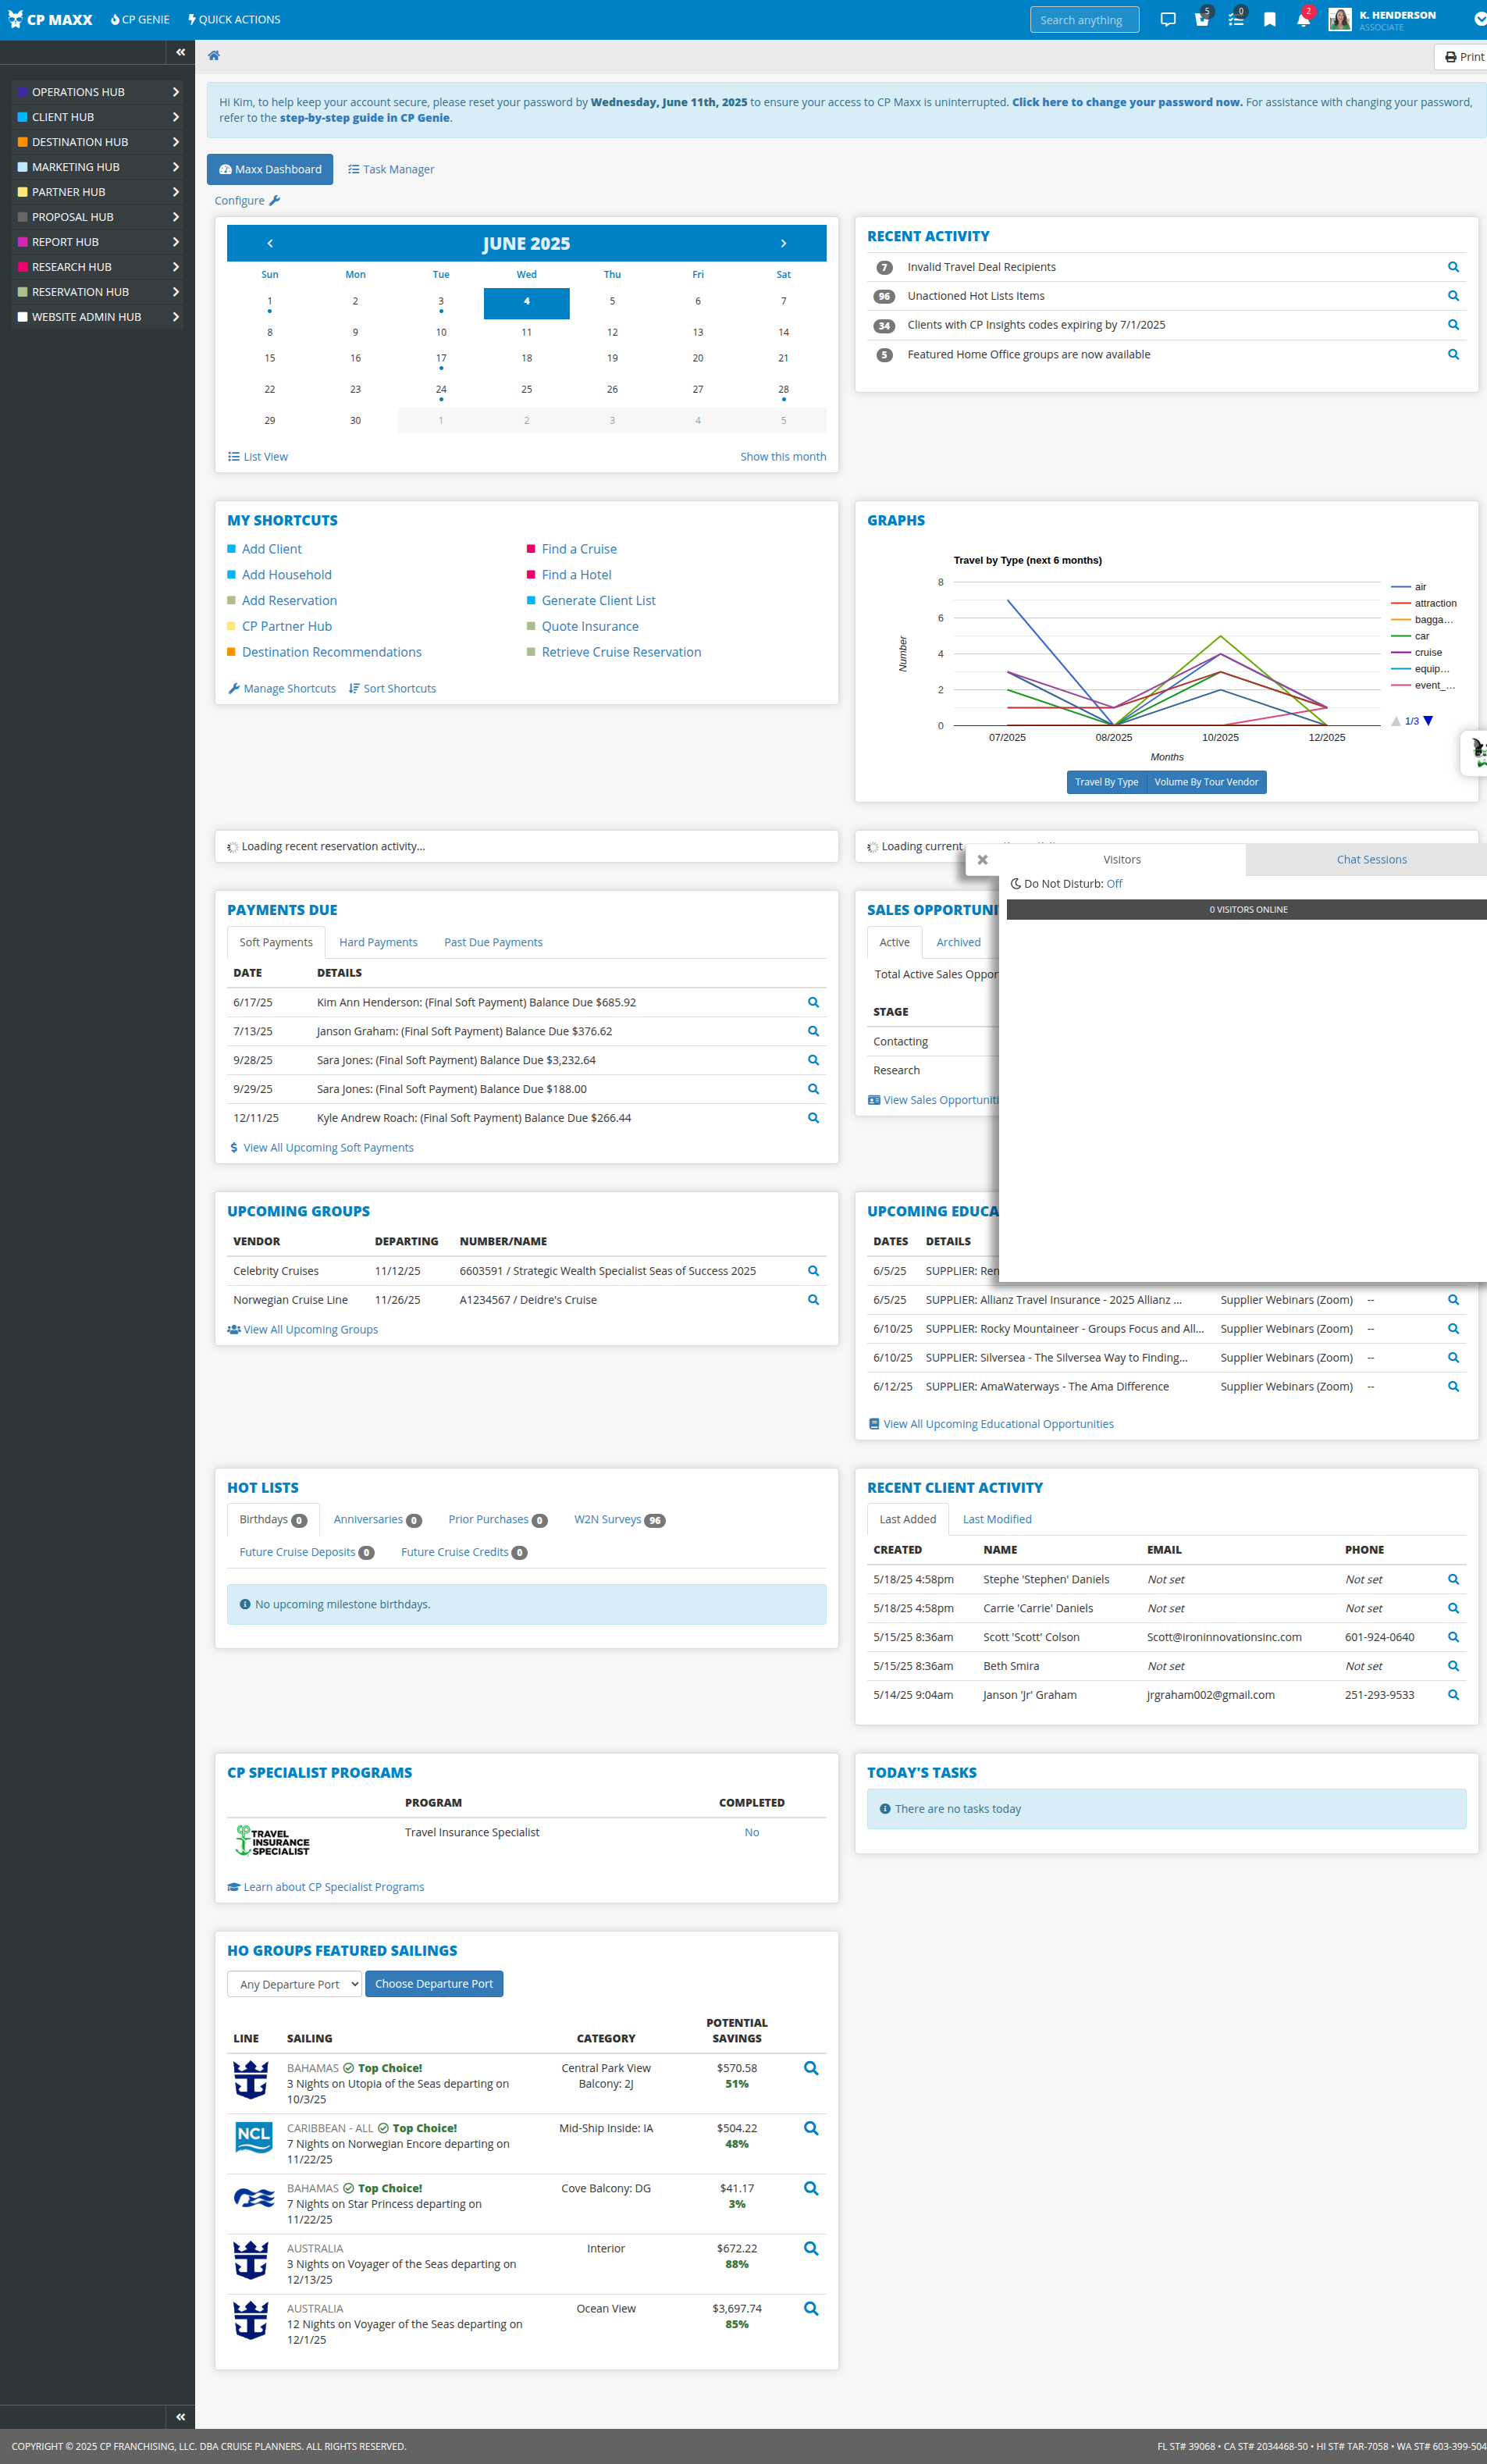 CP MAXX CP GENIE QUICK ACTIONS Search anything 5 0 2 K. HENDERSON
ASSOCIATE
Print
OPERATIONS HUB
CLIENT HUB
DESTINATION HUB
MARKETING HUB
PARTNER HUB
PROPOSAL HUB
REPORT HUB
RESEARCH HUB
RESERVATION HUB
WEBSITE ADMIN HUB
Hi Kim, to help keep your account secure, please reset your password by Wednesday, June 11th, 2025 to ensure your access to CP Maxx is uninterrupted. Click here to change your password now. For assistance with changing your password,
refer to the step-by-step guide in CP Genie.
Maxx Dashboard Task Manager
Configure
JUNE 2025
Sun Mon Tue Wed Thu Fri Sat
1 2 3 4 5 6 7
8 9 10 11 12 13 14
15 16 17 18 19 20 21
22 23 24 25 26 27 28
29 30 1 2 3 4 5
List View Show this month
RECENT ACTIVITY
7 Invalid Travel Deal Recipients
96 Unactioned Hot Lists Items
34 Clients with CP Insights codes expiring by 7/1/2025
5 Featured Home Office groups are now available
MY SHORTCUTS
Add Client Find a Cruise
Add Household Find a Hotel
Add Reservation Generate Client List
CP Partner Hub Quote Insurance
Destination Recommendations Retrieve Cruise Reservation
Manage Shortcuts Sort Shortcuts
GRAPHS
Travel by Type (next 6 months)
Number
8
6
4
2
0
07/2025 08/2025 10/2025 12/2025
Months
air
attraction
bagga...
car
cruise
equip...
event_...
1/3
Travel By Type Volume By Tour Vendor
Loading recent reservation activity...
Loading current
Visitors Chat Sessions
Do Not Disturb: Off
0 VISITORS ONLINE
PAYMENTS DUE
Soft Payments Hard Payments Past Due Payments
DATE DETAILS
6/17/25 Kim Ann Henderson: (Final Soft Payment) Balance Due $685.92
7/13/25 Janson Graham: (Final Soft Payment) Balance Due $376.62
9/28/25 Sara Jones: (Final Soft Payment) Balance Due $3,232.64
9/29/25 Sara Jones: (Final Soft Payment) Balance Due $188.00
12/11/25 Kyle Andrew Roach: (Final Soft Payment) Balance Due $266.44
View All Upcoming Soft Payments
SALES OPPORTUNI
Active Archived
Total Active Sales Oppor
STAGE
Contacting
Research
View Sales Opportuniti
UPCOMING GROUPS
VENDOR DEPARTING NUMBER/NAME
Celebrity Cruises 11/12/25 6603591 / Strategic Wealth Specialist Seas of Success 2025
Norwegian Cruise Line 11/26/25 A1234567 / Deidre's Cruise
View All Upcoming Groups
UPCOMING EDUCA
DATES DETAILS
6/5/25 SUPPLIER: Ren
6/5/25 SUPPLIER: Allianz Travel Insurance - 2025 Allianz ... Supplier Webinars (Zoom) --
6/10/25 SUPPLIER: Rocky Mountaineer - Groups Focus and All... Supplier Webinars (Zoom) --
6/10/25 SUPPLIER: Silversea - The Silversea Way to Finding... Supplier Webinars (Zoom) --
6/12/25 SUPPLIER: AmaWaterways - The Ama Difference Supplier Webinars (Zoom) --
View All Upcoming Educational Opportunities
HOT LISTS
Birthdays 0 Anniversaries 0 Prior Purchases 0 W2N Surveys 96
Future Cruise Deposits 0 Future Cruise Credits 0
No upcoming milestone birthdays.
RECENT CLIENT ACTIVITY
Last Added Last Modified
CREATED NAME EMAIL PHONE
5/18/25 4:58pm Stephe 'Stephen' Daniels Not set Not set
5/18/25 4:58pm Carrie 'Carrie' Daniels Not set Not set
5/15/25 8:36am Scott 'Scott' Colson Scott@ironinnovationsinc.com 601-924-0640
5/15/25 8:36am Beth Smira Not set Not set
5/14/25 9:04am Janson 'Jr' Graham jrgraham002@gmail.com 251-293-9533
CP SPECIALIST PROGRAMS
PROGRAM COMPLETED
TRAVEL
INSURANCE
SPECIALIST
Travel Insurance Specialist No
Learn about CP Specialist Programs
TODAY'S TASKS
There are no tasks today
HO GROUPS FEATURED SAILINGS
Any Departure Port Choose Departure Port
LINE SAILING CATEGORY POTENTIAL
SAVINGS
BAHAMAS Top Choice! Central Park View $570.58
3 Nights on Utopia of the Seas departing on Balcony: 2J 51%
10/3/25
NCL CARIBBEAN - ALL Top Choice! Mid-Ship Inside: IA $504.22
7 Nights on Norwegian Encore departing on 48%
11/22/25
BAHAMAS Top Choice! Cove Balcony: DG $41.17
7 Nights on Star Princess departing on 3%
11/22/25
AUSTRALIA Interior $672.22
3 Nights on Voyager of the Seas departing on 88%
12/13/25
AUSTRALIA Ocean View $3,697.74
12 Nights on Voyager of the Seas departing on 85%
12/1/25
COPYRIGHT © 2025 CP FRANCHISING, LLC. DBA CRUISE PLANNERS. ALL RIGHTS RESERVED. FL ST# 39068 • CA ST# 2034468-50 • HI ST# TAR-7058 • WA ST# 603-399-504